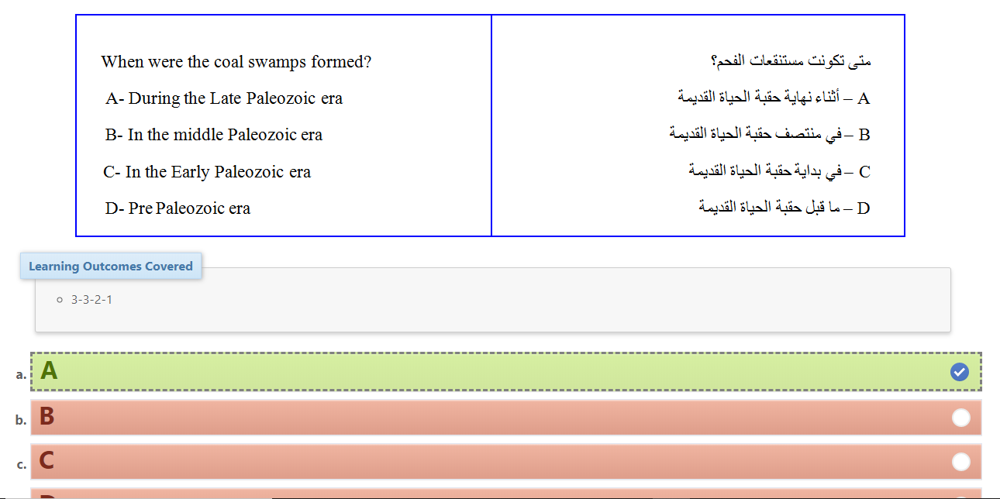 When were the coal swamps formed?
A- During the Late Paleozoic era
B- In the middle Paleozoic era
C- In the Early Paleozoic era
D- Pre Paleozoic era
متى تكونت مستنقعات الفحم؟
A – أثناء نهاية حقبة الحياة القديمة
B – في منتصف حقبة الحياة القديمة
C – في بداية حقبة الحياة القديمة
D – ما قبل حقبة الحياة القديمة
Learning Outcomes Covered
3-3-2-1
a. A
b. B
c. C